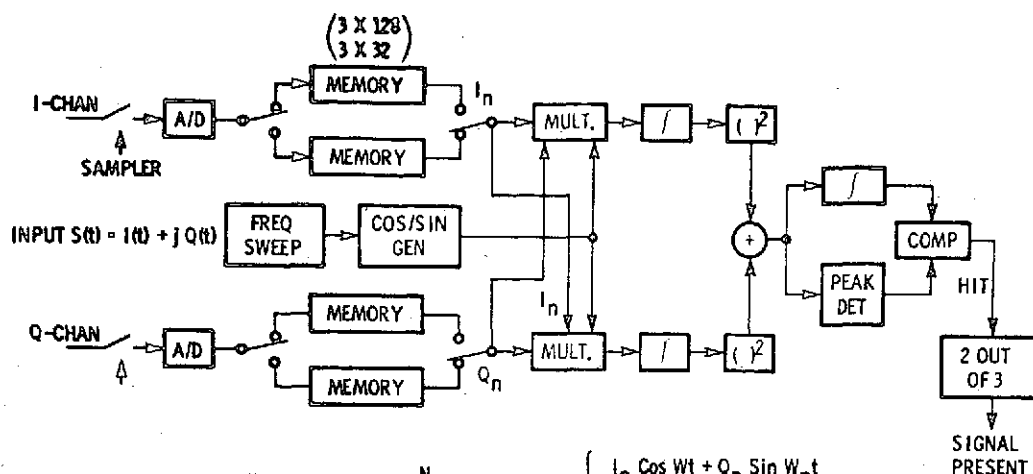 (3 X 128
3 X 32)
I-CHAN
A/D
MEMORY
MEMORY
I_n
MULT.
∫
( )²
SAMPLER
INPUT S(t) = I(t) + j Q(t)
FREQ SWEEP
COS/SIN GEN
+
∫
COMP
PEAK DET
HIT
I_n
Q-CHAN
A/D
MEMORY
MEMORY
Q_n
MULT.
∫
( )²
2 OUT OF 3
SIGNAL PRESENT
N
{ I_n Cos Wt + Q_n Sin W_nt